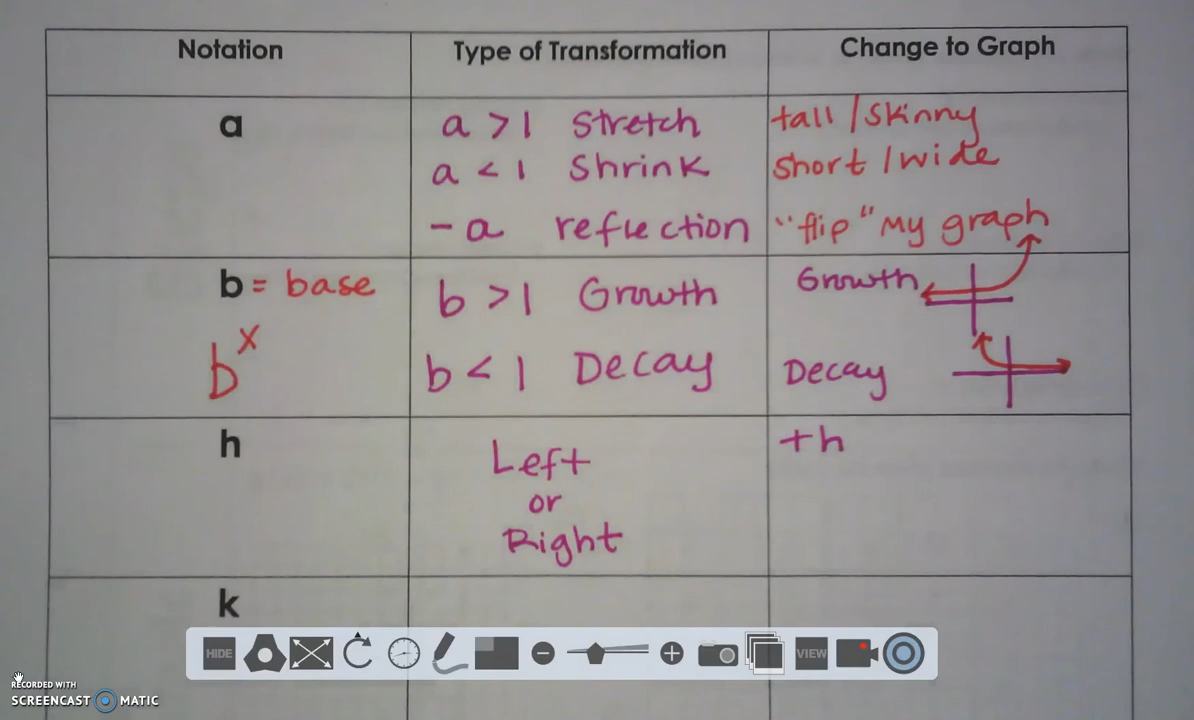 Notation Type of Transformation Change to Graph
a a > 1 Stretch tall / skinny
a < 1 Shrink short / wide
- a reflection "flip" my graph
b = base b > 1 Growth Growth
b^x b < 1 Decay Decay
h Left +h
or
Right
k
HIDE VIEW
RECORDED WITH
SCREENCAST MATIC